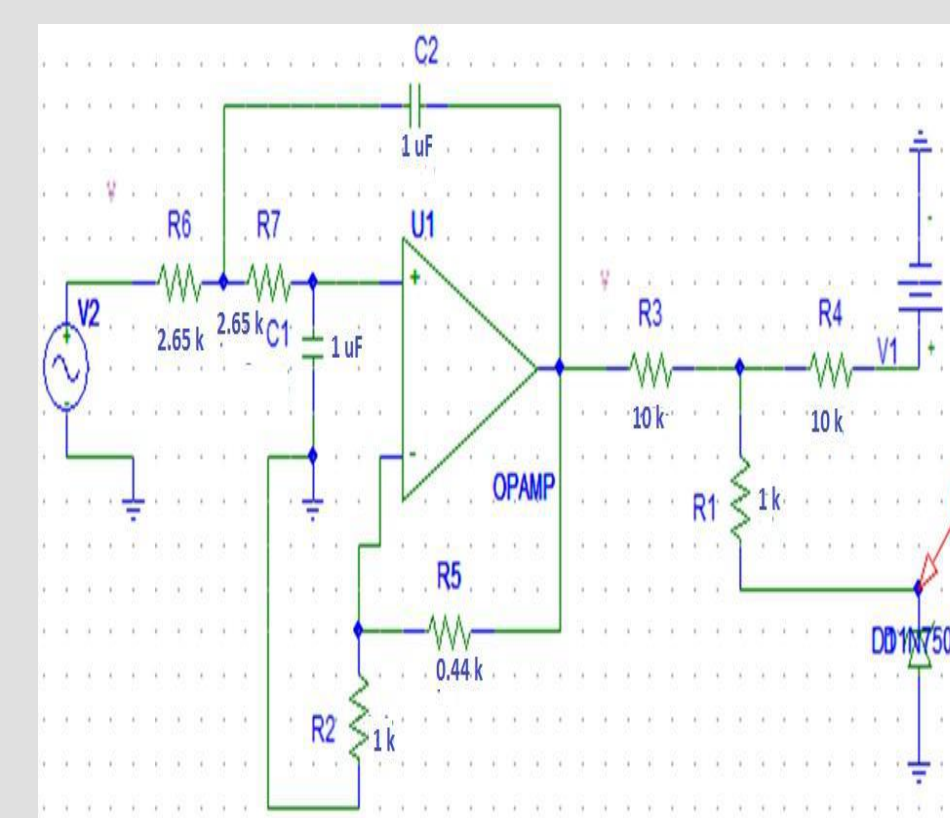 C2
1 uF
R6
R7
U1
+
V2
+
-
2.65 k
2.65 k
C1
1 uF
R3
R4
V1
-
+
10 k
10 k
-
OPAMP
R1
1 k
R5
0.44 k
R2
1 k